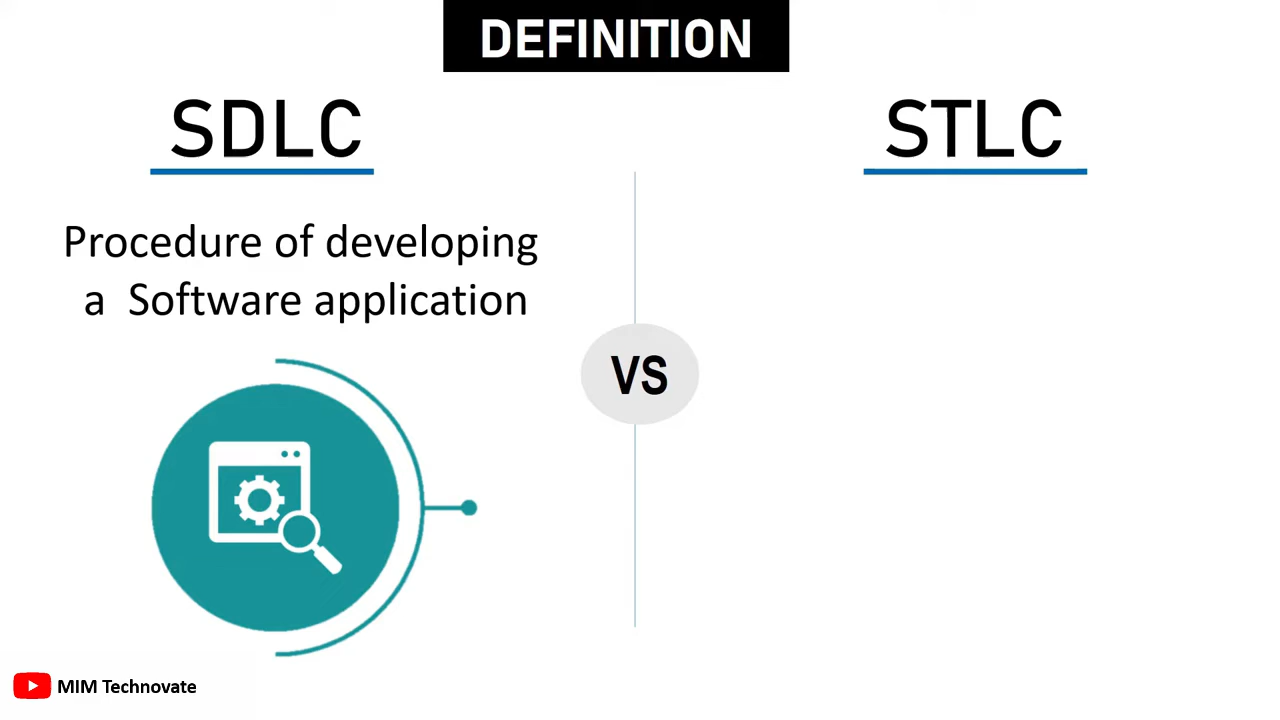 DEFINITION
SDLC
Procedure of developing
a Software application
VS
STLC
MIM Technovate